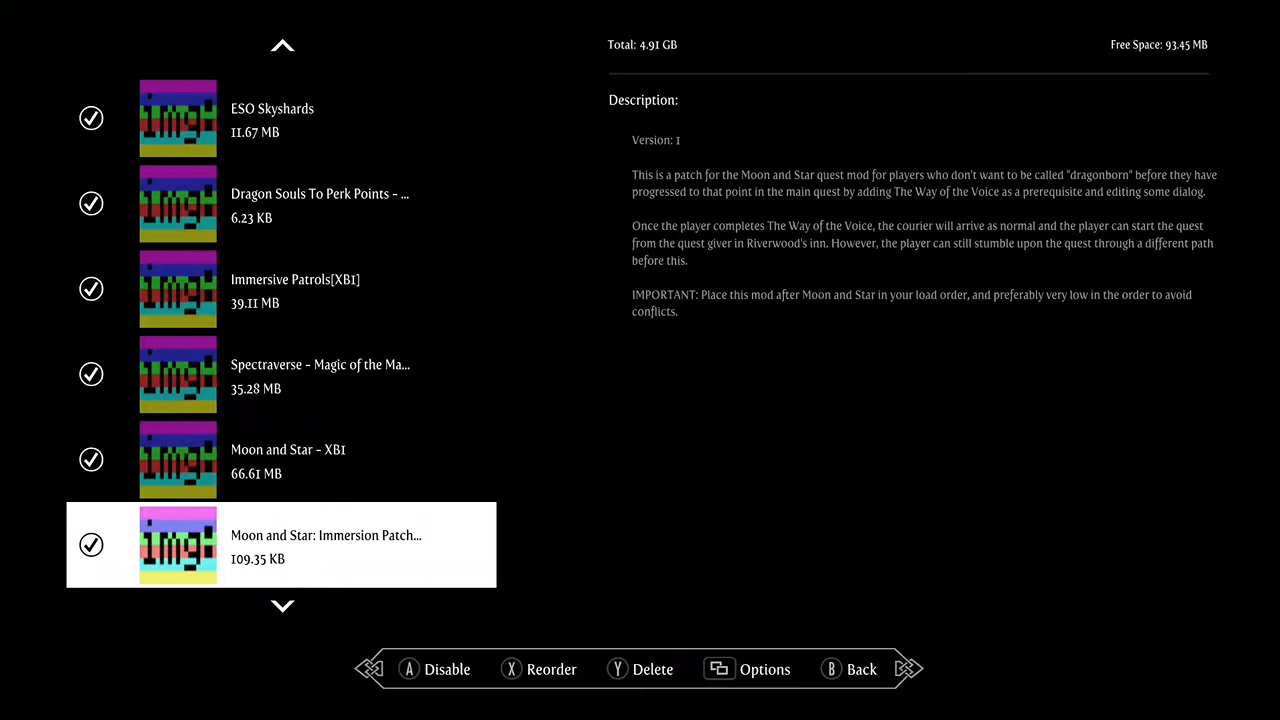 Total: 4.91 GB
Free Space: 93.45 MB
ESO Skyshards
11.67 MB
Dragon Souls To Perk Points - ...
6.23 KB
Immersive Patrols[XB1]
39.11 MB
Spectraverse - Magic of the Ma...
35.28 MB
Moon and Star - XB1
66.61 MB
Moon and Star: Immersion Patch...
109.35 KB
Description:
Version: 1
This is a patch for the Moon and Star quest mod for players who don't want to be called "dragonborn" before they have
progressed to that point in the main quest by adding The Way of the Voice as a prerequisite and editing some dialog.
Once the player completes The Way of the Voice, the courier will arrive as normal and the player can start the quest
from the quest giver in Riverwood's inn. However, the player can still stumble upon the quest through a different path
before this.
IMPORTANT: Place this mod after Moon and Star in your load order, and preferably very low in the order to avoid
conflicts.
img:
img:
img:
img:
img:
img:
A Disable X Reorder Y Delete Options B Back